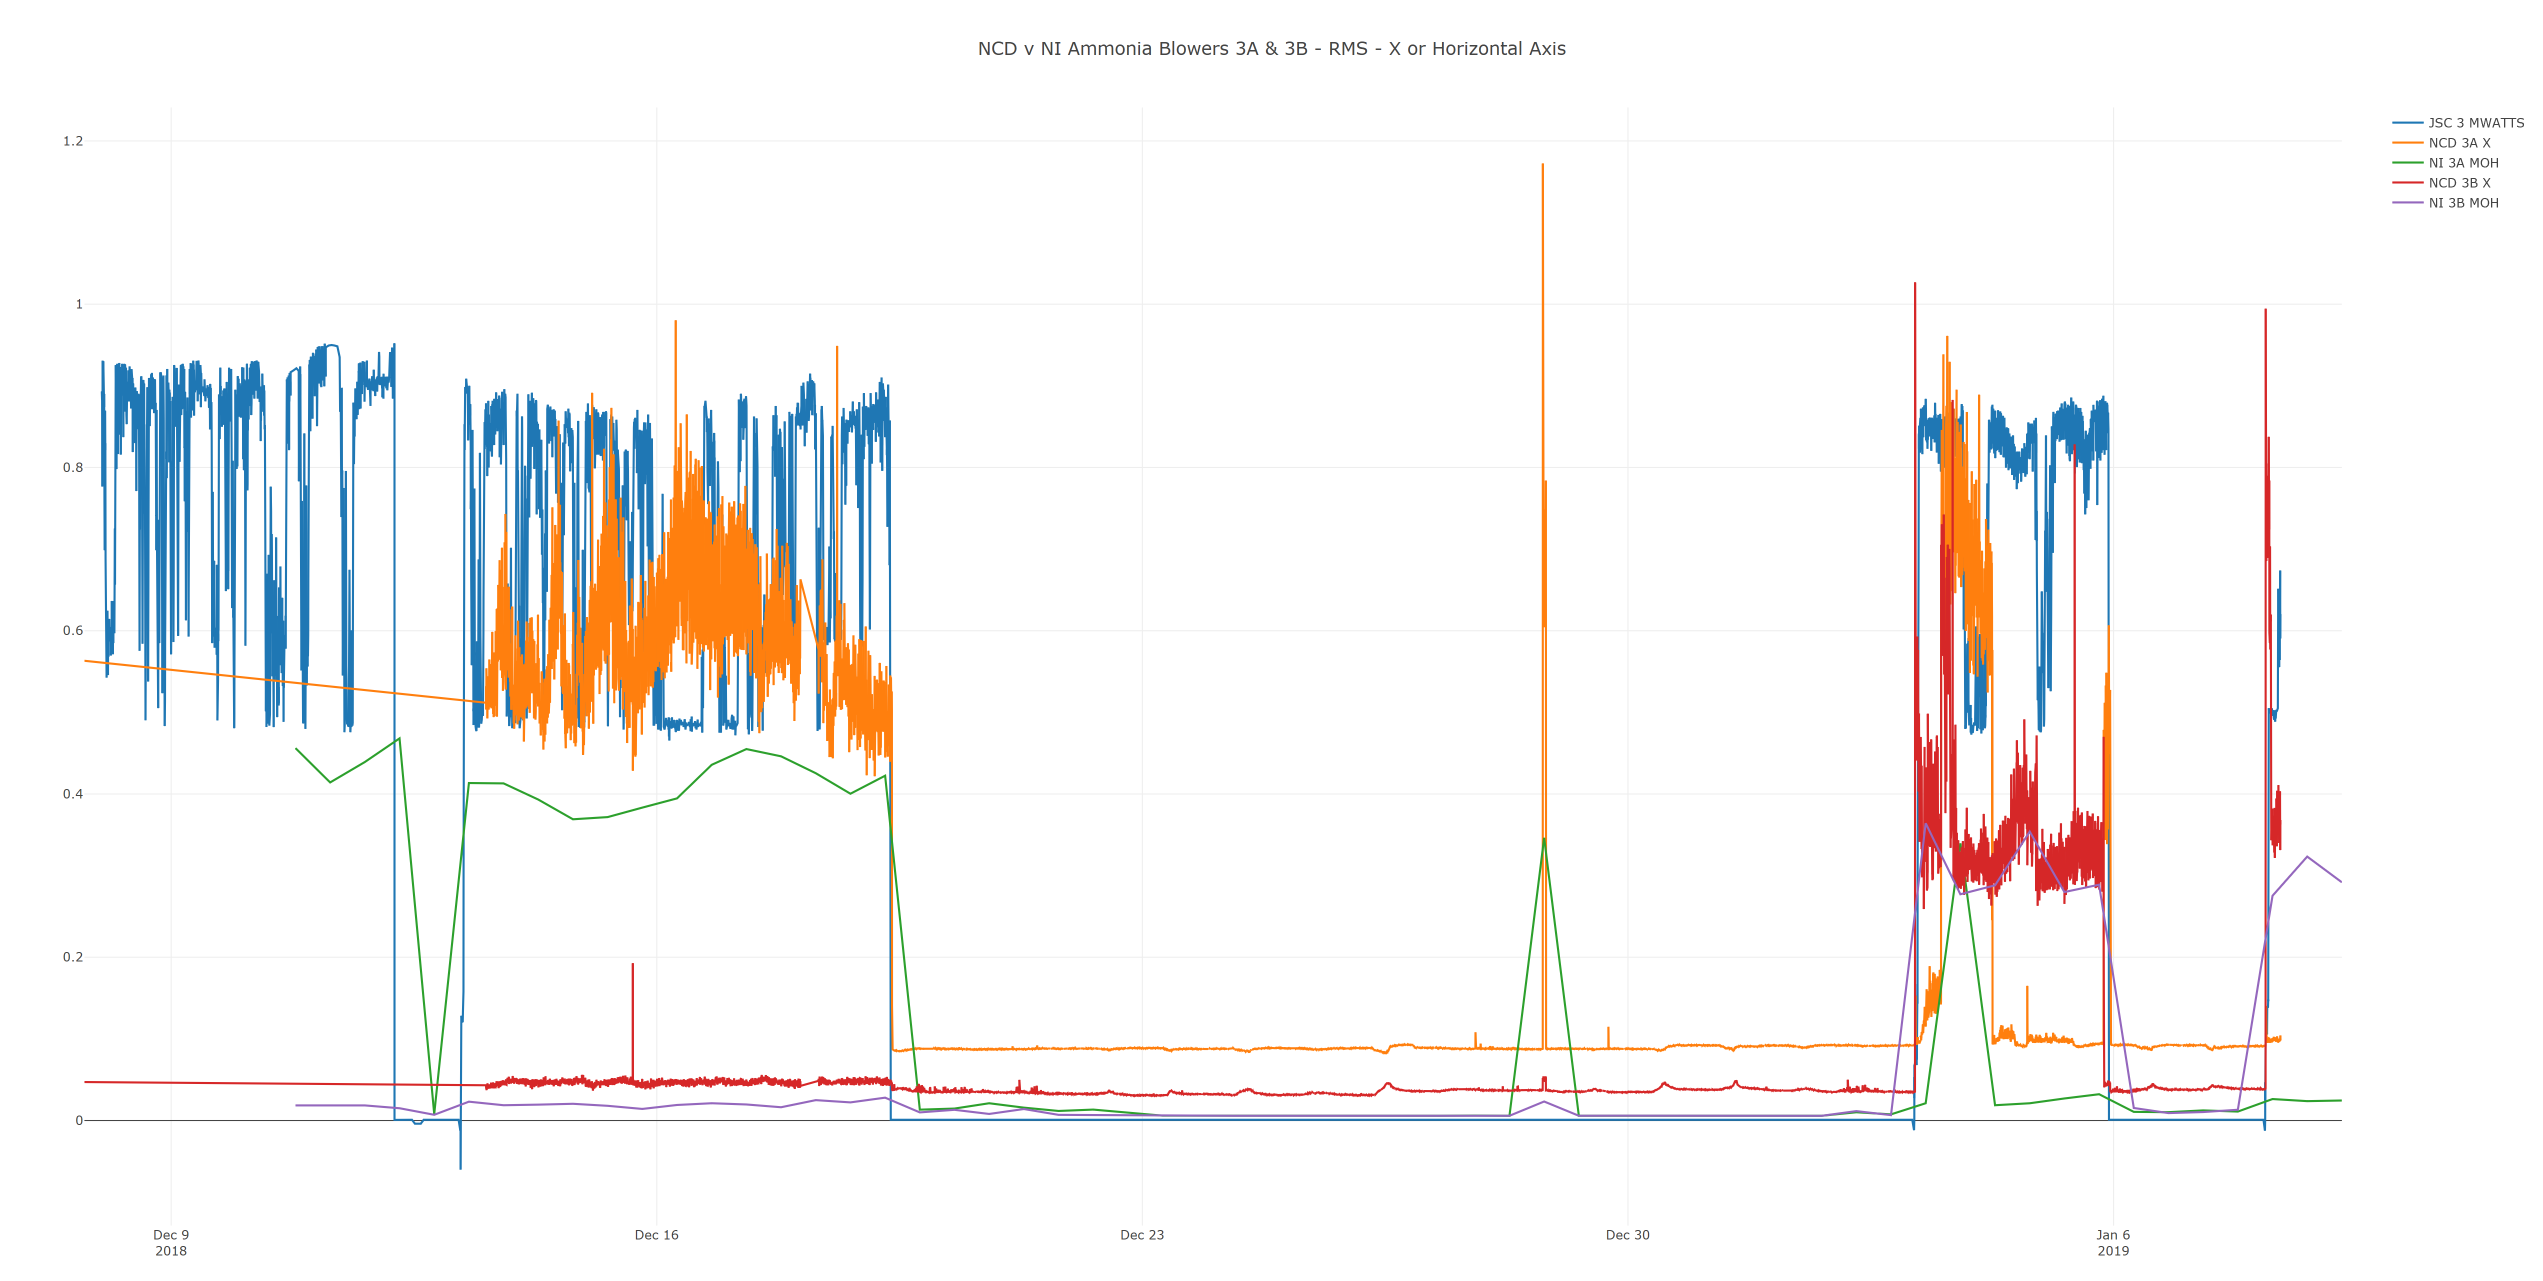 NCD v NI Ammonia Blowers 3A & 3B - RMS - X or Horizontal Axis
JSC 3 MWATTS
NCD 3A X
NI 3A MOH
NCD 3B X
NI 3B MOH
1.2
1
0.8
0.6
0.4
0.2
0
Dec 9
2018
Dec 16
Dec 23
Dec 30
Jan 6
2019